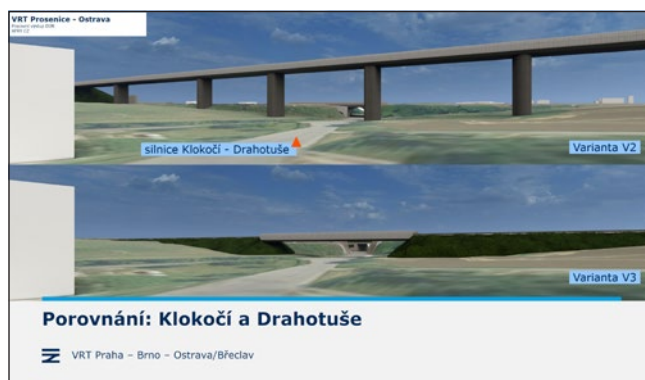 VRT Prosenice - Ostrava
silnice Klokočí - Drahotuše
Varianta V2
Varianta V3
Porovnání: Klokočí a Drahotuše
VRT Praha – Brno – Ostrava/Břeclav